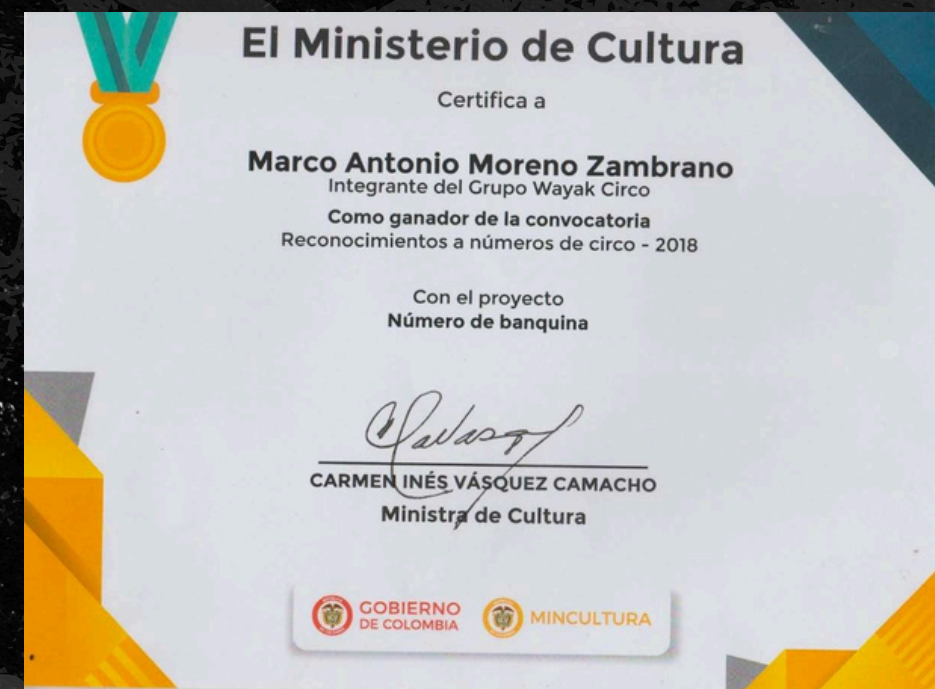 El Ministerio de Cultura
Certifica a
Marco Antonio Moreno Zambrano
Integrante del Grupo Wayak Circo
Como ganador de la convocatoria
Reconocimientos a números de circo - 2018
Con el proyecto
Número de banquina
CARMEN INÉS VÁSQUEZ CAMACHO
Ministra de Cultura
GOBIERNO
DE COLOMBIA
MINCULTURA